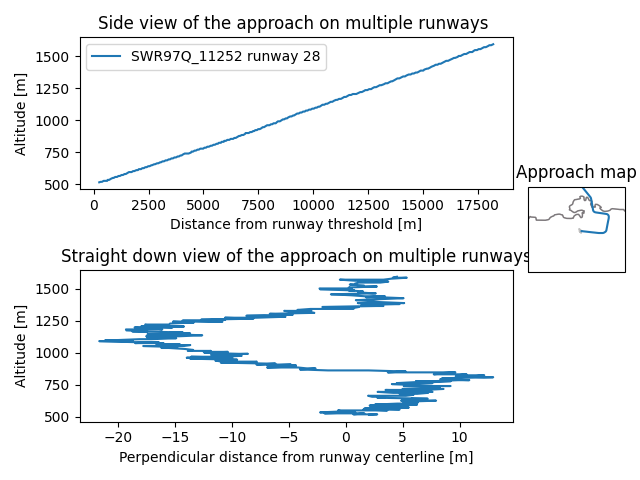 Side view of the approach on multiple runways
1500
1250
1000
750
500
Altitude [m]
SWR97Q_11252 runway 28
0 2500 5000 7500 10000 12500 15000 17500
Distance from runway threshold [m]
Approach map
Straight down view of the approach on multiple runways
1500
1250
1000
750
500
Altitude [m]
−20 −15 −10 −5 0 5 10
Perpendicular distance from runway centerline [m]